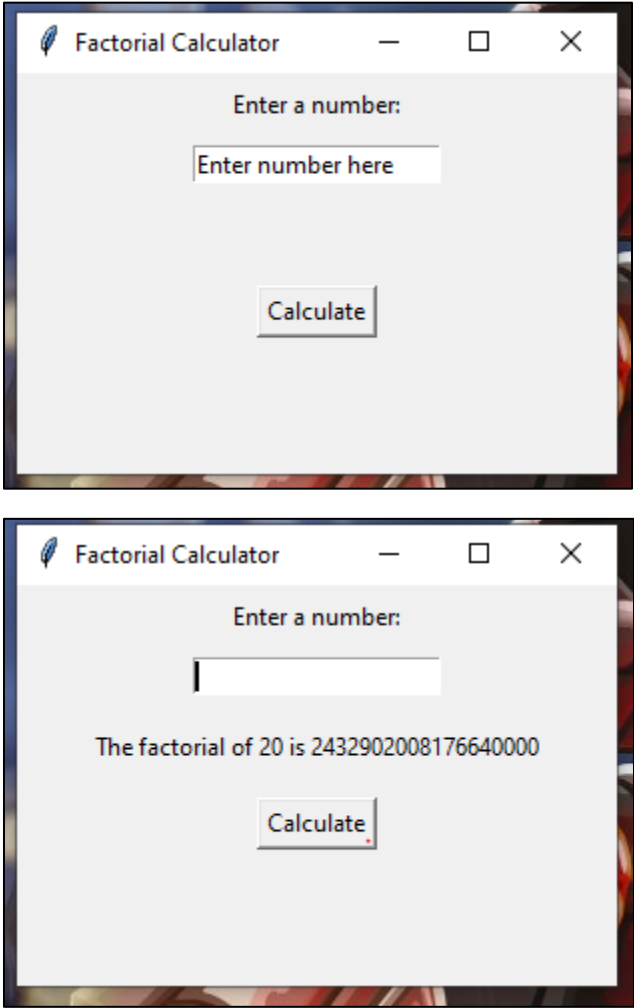 Factorial Calculator
Enter a number:
Enter number here
Calculate
Factorial Calculator
Enter a number:
The factorial of 20 is 2432902008176640000
Calculate